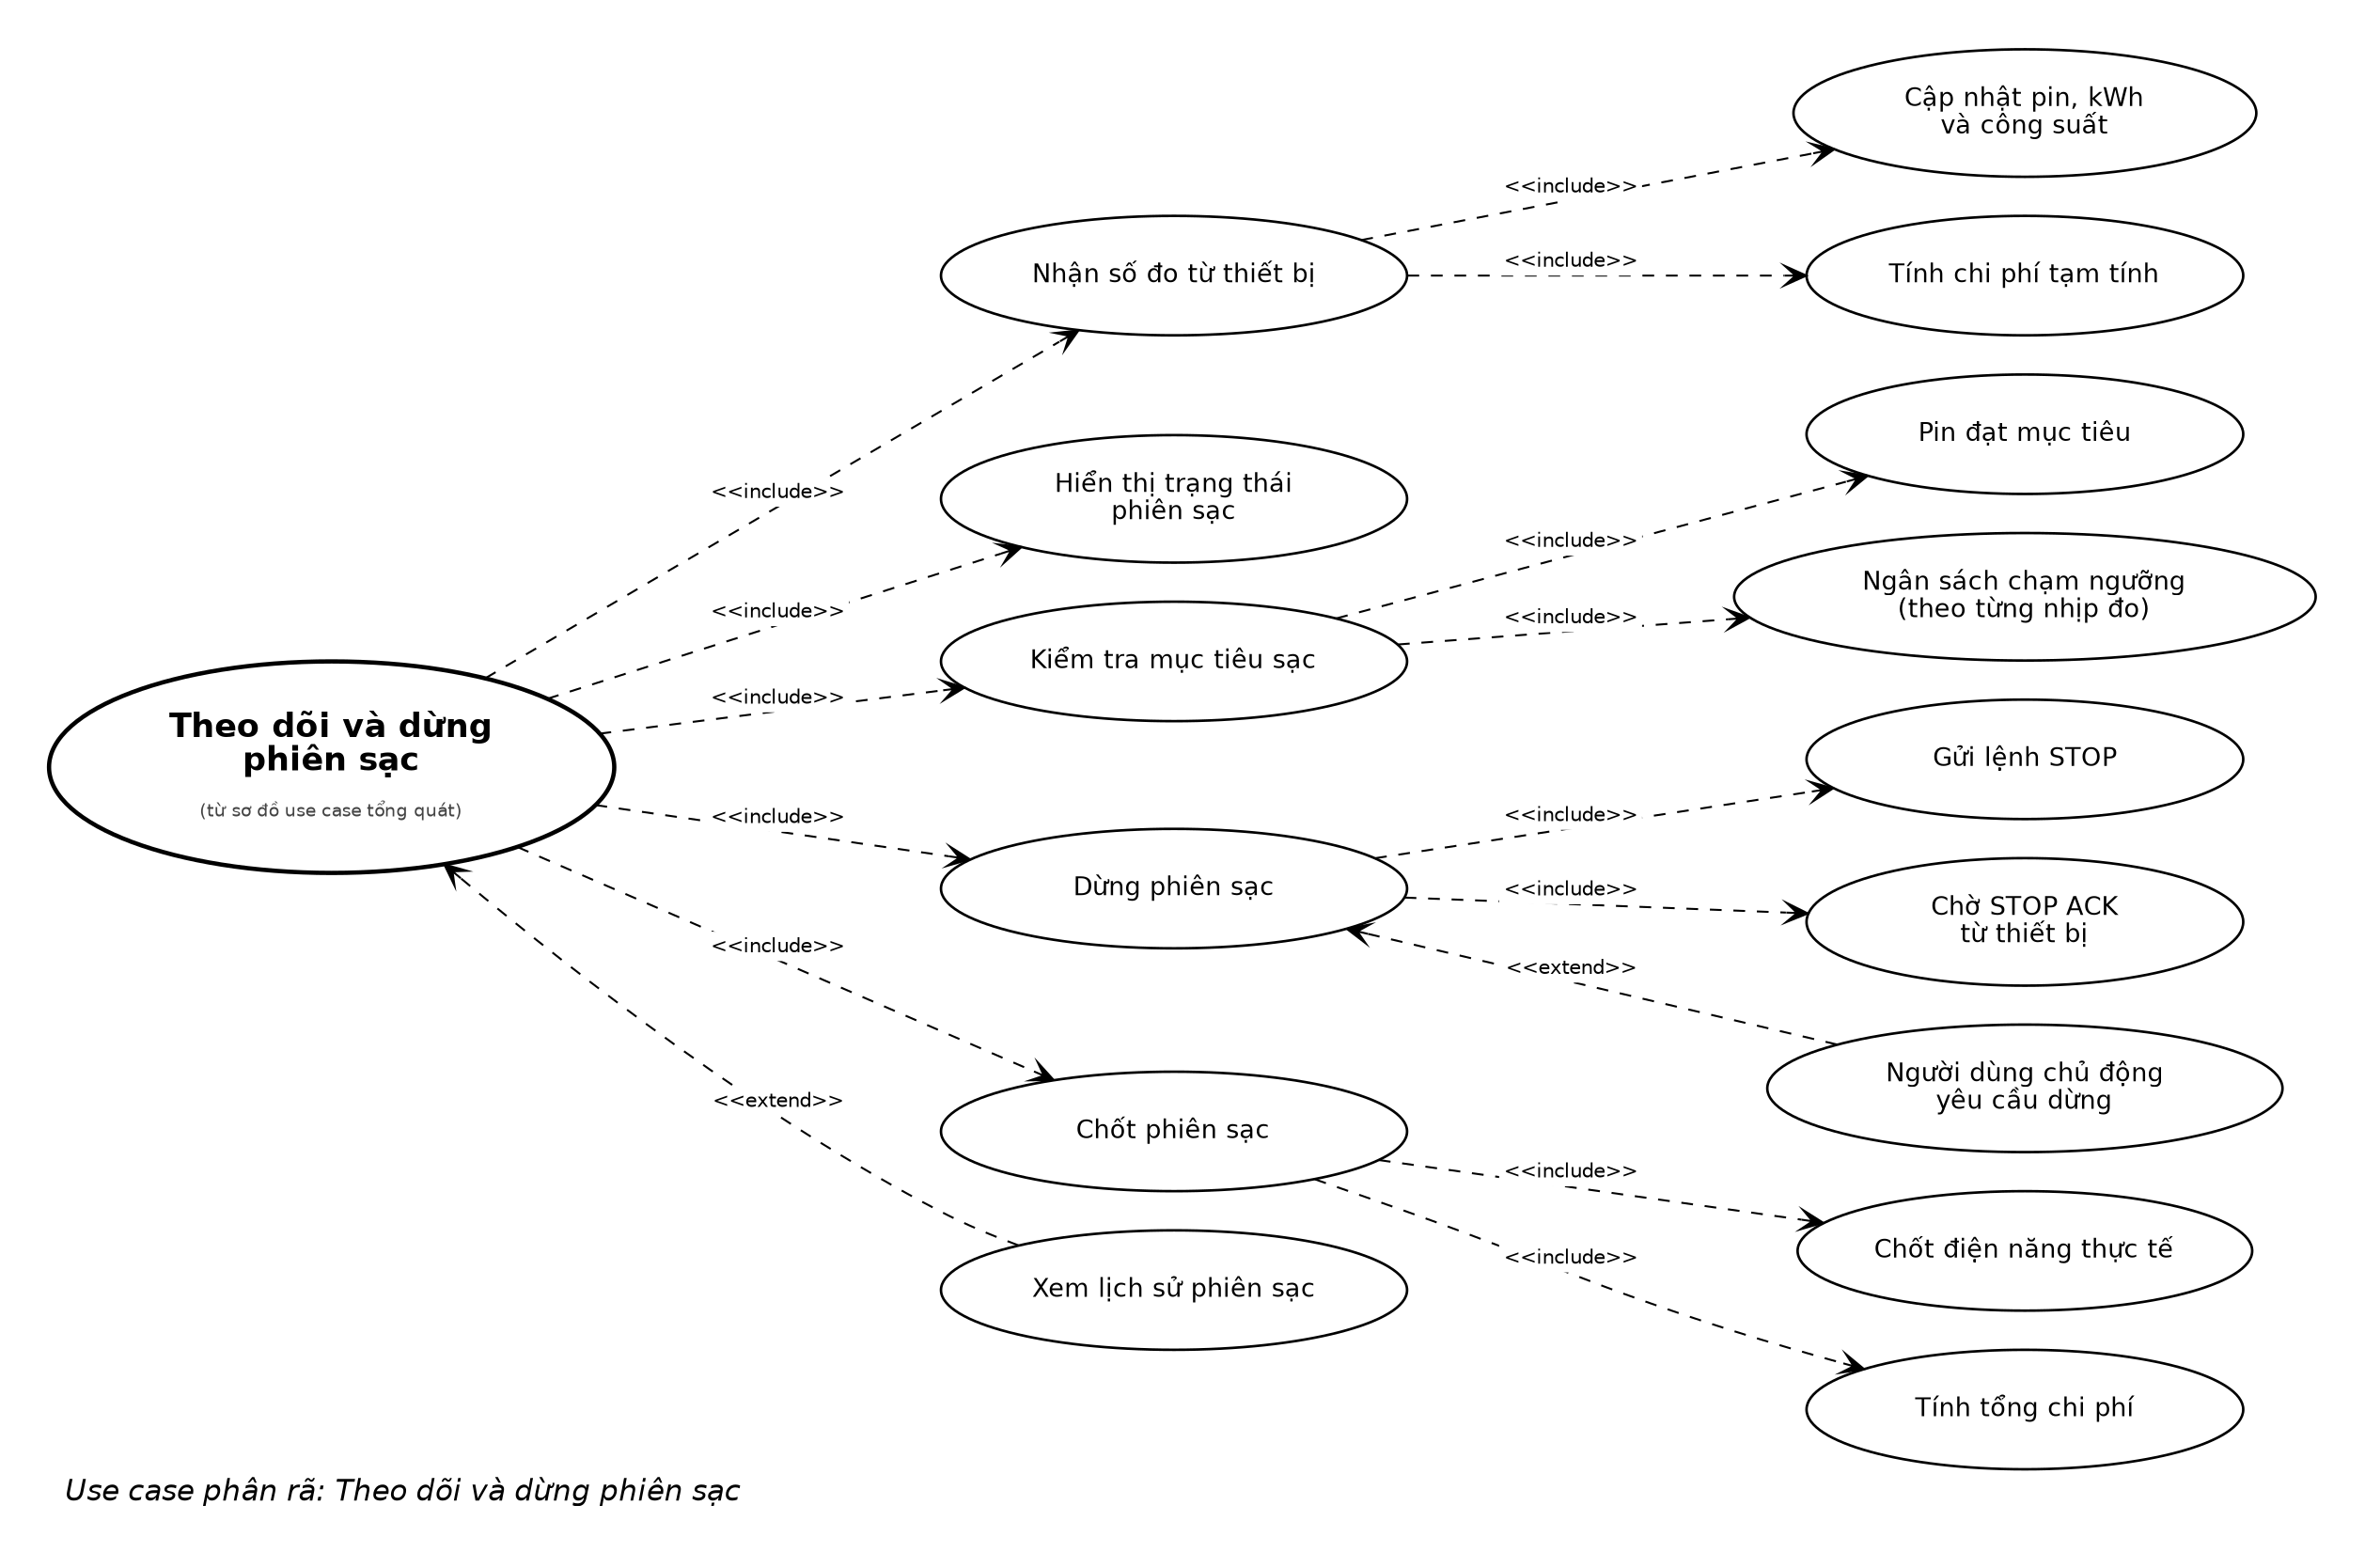 Theo dõi và dừng
phiên sạc
(từ sơ đồ use case tổng quát)
<<include>>
<<include>>
<<include>>
<<include>>
<<include>>
<<extend>>
Nhận số đo từ thiết bị
Hiển thị trạng thái
phiên sạc
Kiểm tra mục tiêu sạc
Dừng phiên sạc
Chốt phiên sạc
Xem lịch sử phiên sạc
<<include>>
<<include>>
<<include>>
<<include>>
<<include>>
<<include>>
<<extend>>
<<include>>
<<include>>
Cập nhật pin, kWh
và công suất
Tính chi phí tạm tính
Pin đạt mục tiêu
Ngân sách chạm ngưỡng
(theo từng nhịp đo)
Gửi lệnh STOP
Chờ STOP ACK
từ thiết bị
Người dùng chủ động
yêu cầu dừng
Chốt điện năng thực tế
Tính tổng chi phí
Use case phân rã: Theo dõi và dừng phiên sạc